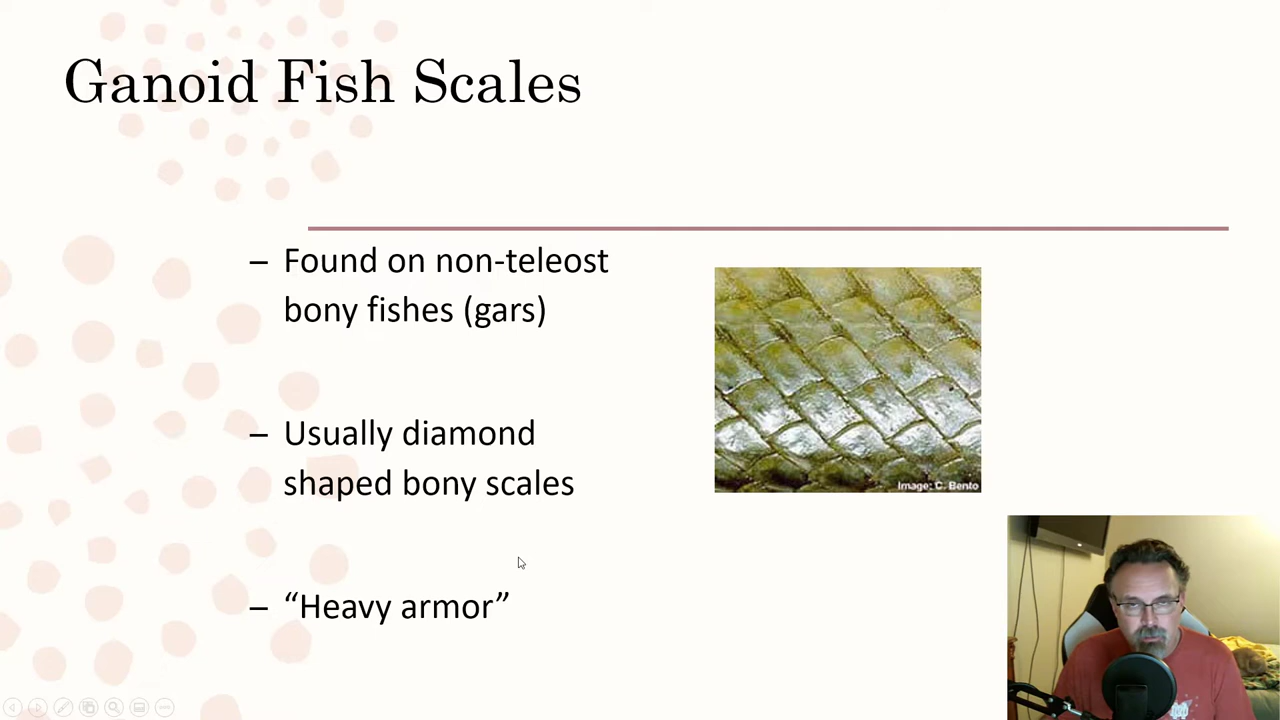 Ganoid Fish Scales
– Found on non-teleost
bony fishes (gars)
– Usually diamond
shaped bony scales
– “Heavy armor”
Image: C. Bento